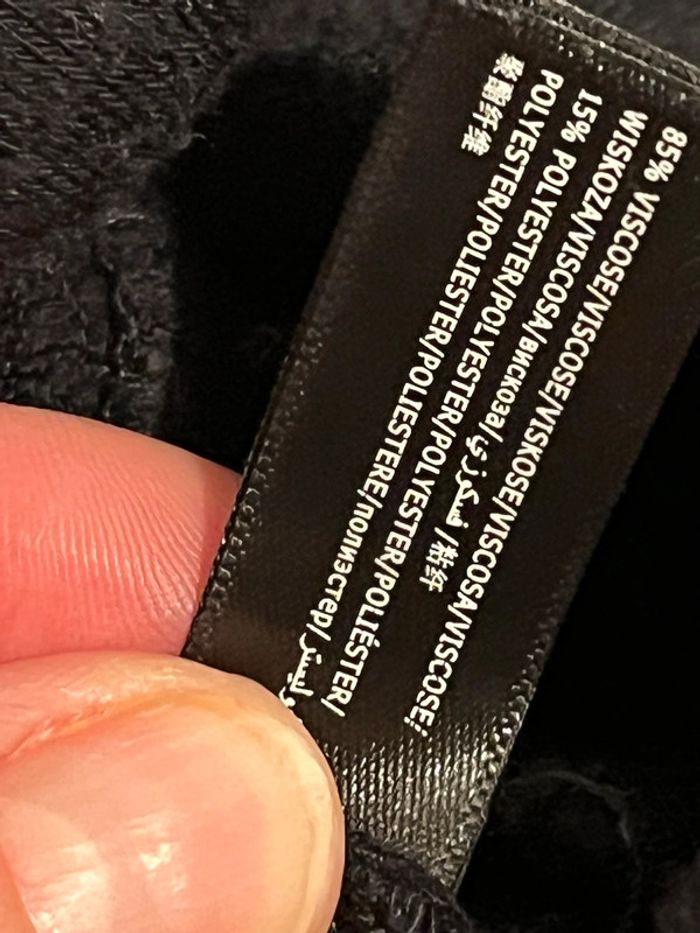 85% VISCOSE/VISCOSE/VISKOSE/VISCOSA/VISCOSE/
WISKOZA/VISCOSA/вискоза/فسكوزي/粘纤
15% POLYESTER/POLYESTER/POLYESTER/POLIÉSTER/
POLYESTER/POLIESTER/POLIESTERE/полиэстер/
聚酯纤维